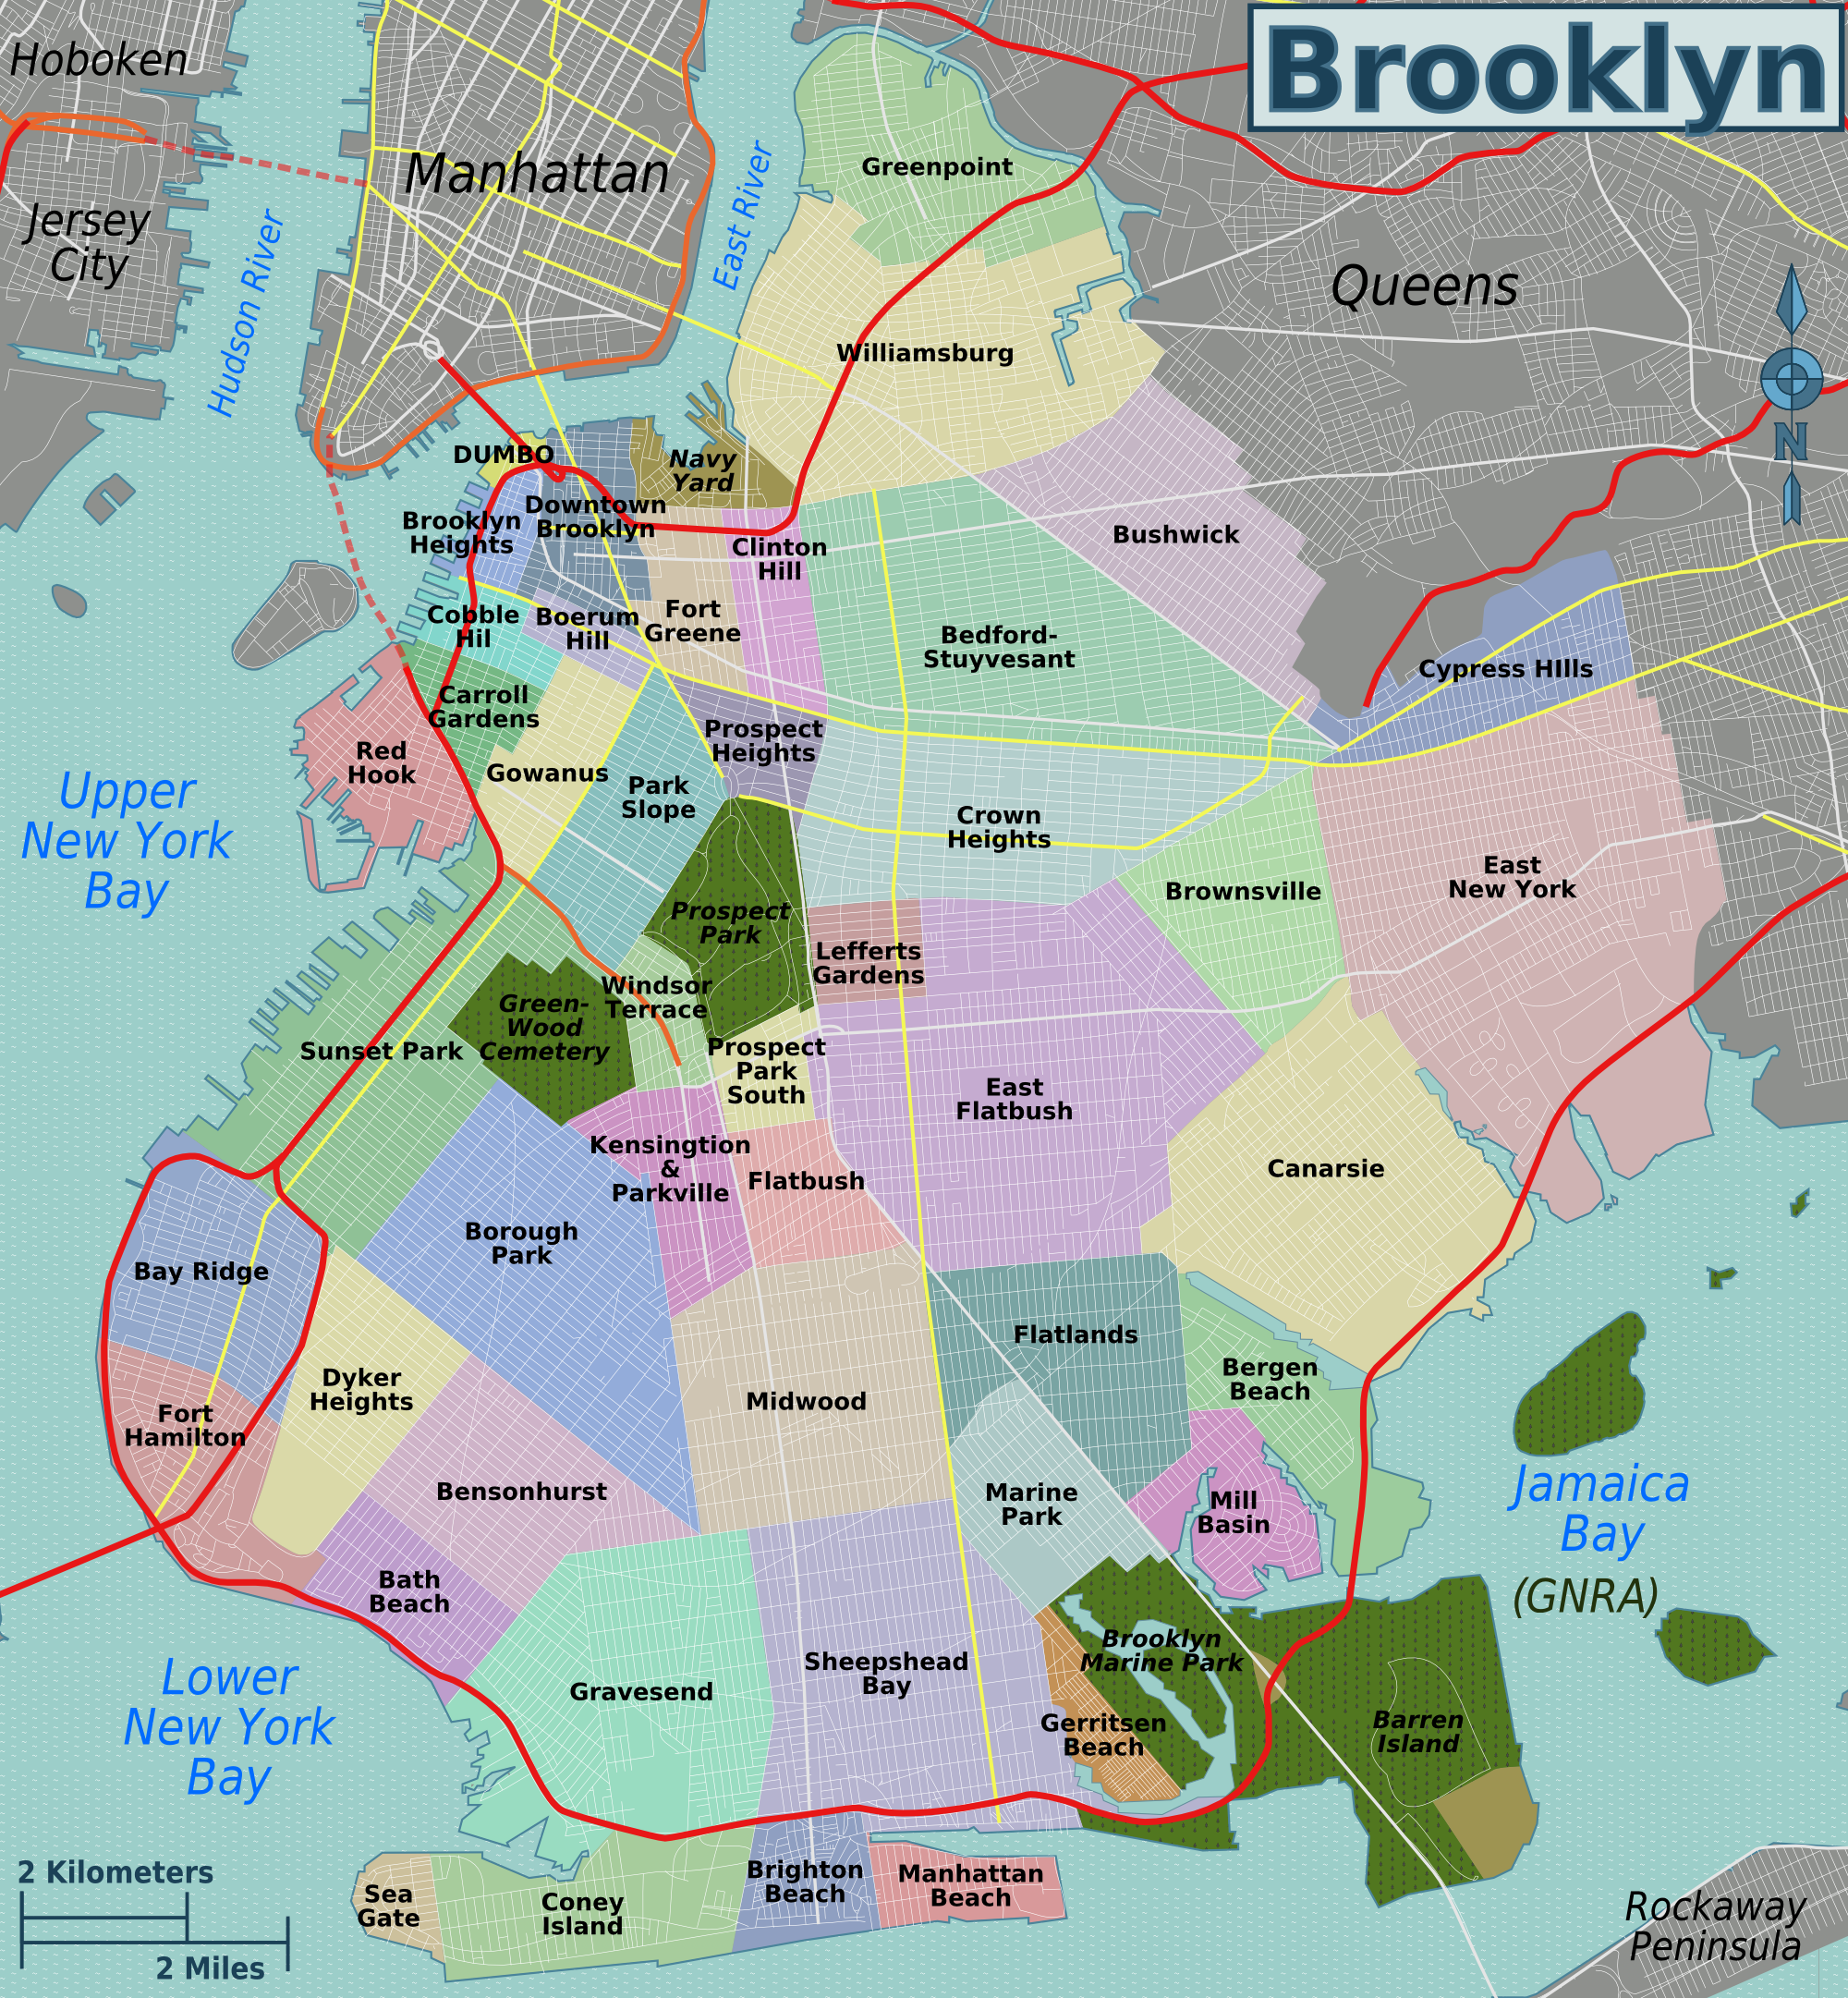 Brooklyn
Hoboken
Manhattan
Jersey
City
Hudson River
East River
Greenpoint
Queens
Williamsburg
N
DUMBO
Navy
Yard
Downtown
Brooklyn
Brooklyn
Heights
Clinton
Hill
Bushwick
Cobble
Hil
Boerum
Hill
Fort
Greene
Bedford-
Stuyvesant
Cypress HIlls
Carroll
Gardens
Red
Hook
Prospect
Heights
Gowanus
Park
Slope
Upper
New York
Bay
Crown
Heights
Brownsville
East
New York
Prospect
Park
Lefferts
Gardens
Windsor
Terrace
Green-
Wood
Cemetery
Sunset Park
Prospect
Park
South
East
Flatbush
Kensington
&
Parkville
Flatbush
Canarsie
Borough
Park
Bay Ridge
Flatlands
Bergen
Beach
Dyker
Heights
Midwood
Fort
Hamilton
Bensonhurst
Marine
Park
Mill
Basin
Jamaica
Bay
(GNRA)
Bath
Beach
Lower
New York
Bay
Gravesend
Sheepshead
Bay
Brooklyn
Marine Park
Gerritsen
Beach
Barren
Island
2 Kilometers
2 Miles
Sea
Gate
Coney
Island
Brighton
Beach
Manhattan
Beach
Rockaway
Peninsula